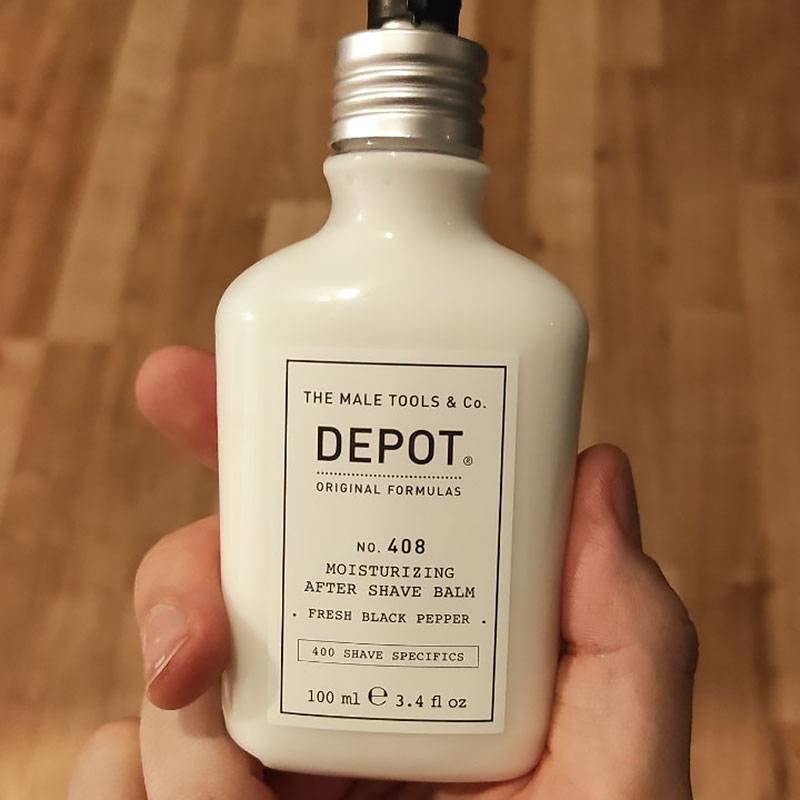 THE MALE TOOLS & Co.
DEPOT®
ORIGINAL FORMULAS
NO. 408
MOISTURIZING
AFTER SHAVE BALM
· FRESH BLACK PEPPER ·
400 SHAVE SPECIFICS
100 ml ℮ 3.4 fl oz